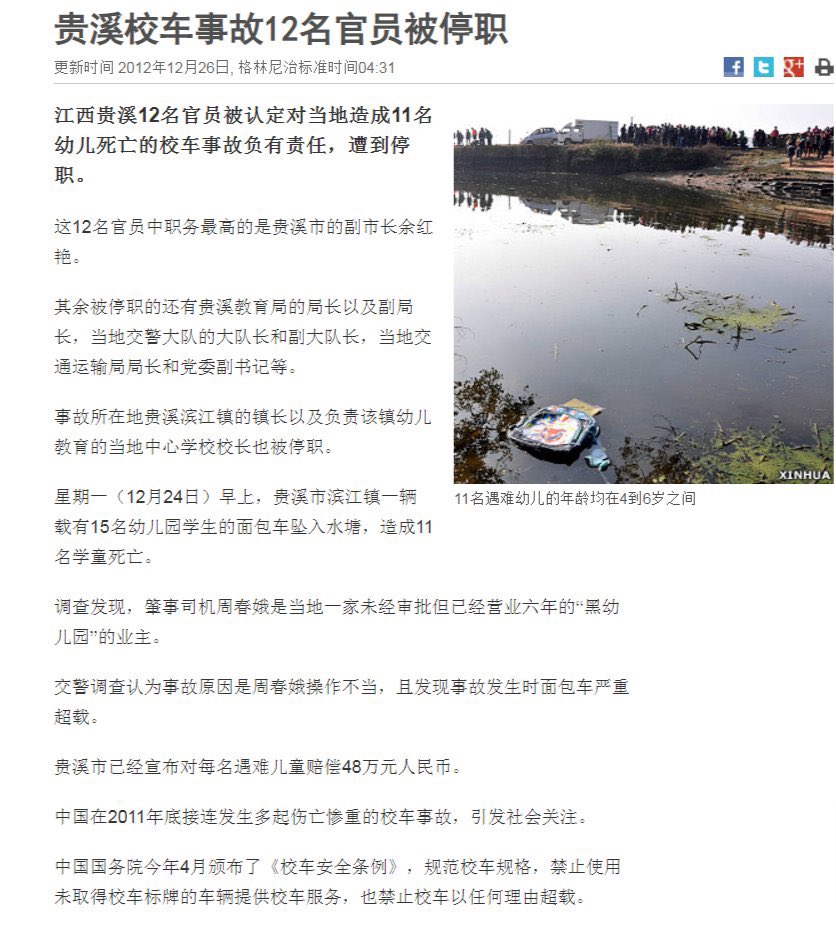 贵溪校车事故12名官员被停职
更新时间 2012年12月26日, 格林尼治标准时间04:31
江西贵溪12名官员被认定对当地造成11名
幼儿死亡的校车事故负有责任，遭到停
职。
这12名官员中职务最高的是贵溪市的副市长余红
艳。
其余被停职的还有贵溪教育局的局长以及副局
长，当地交警大队的大队长和副大队长，当地交
通运输局局长和党委副书记等。
事故所在地贵溪滨江镇的镇长以及负责该镇幼儿
教育的当地中心学校校长也被停职。
星期一（12月24日）早上，贵溪市滨江镇一辆
载有15名幼儿园学生的面包车坠入水塘，造成11
名学童死亡。
XINHUA
11名遇难幼儿的年龄均在4到6岁之间
调查发现，肇事司机周春娥是当地一家未经审批但已经营业六年的“黑幼
儿园”的业主。
交警调查认为事故原因是周春娥操作不当，且发现事故发生时面包车严重
超载。
贵溪市已经宣布对每名遇难儿童赔偿48万元人民币。
中国在2011年底接连发生多起伤亡惨重的校车事故，引发社会关注。
中国国务院今年4月颁布了《校车安全条例》，规范校车规格，禁止使用
未取得校车标牌的车辆提供校车服务，也禁止校车以任何理由超载。